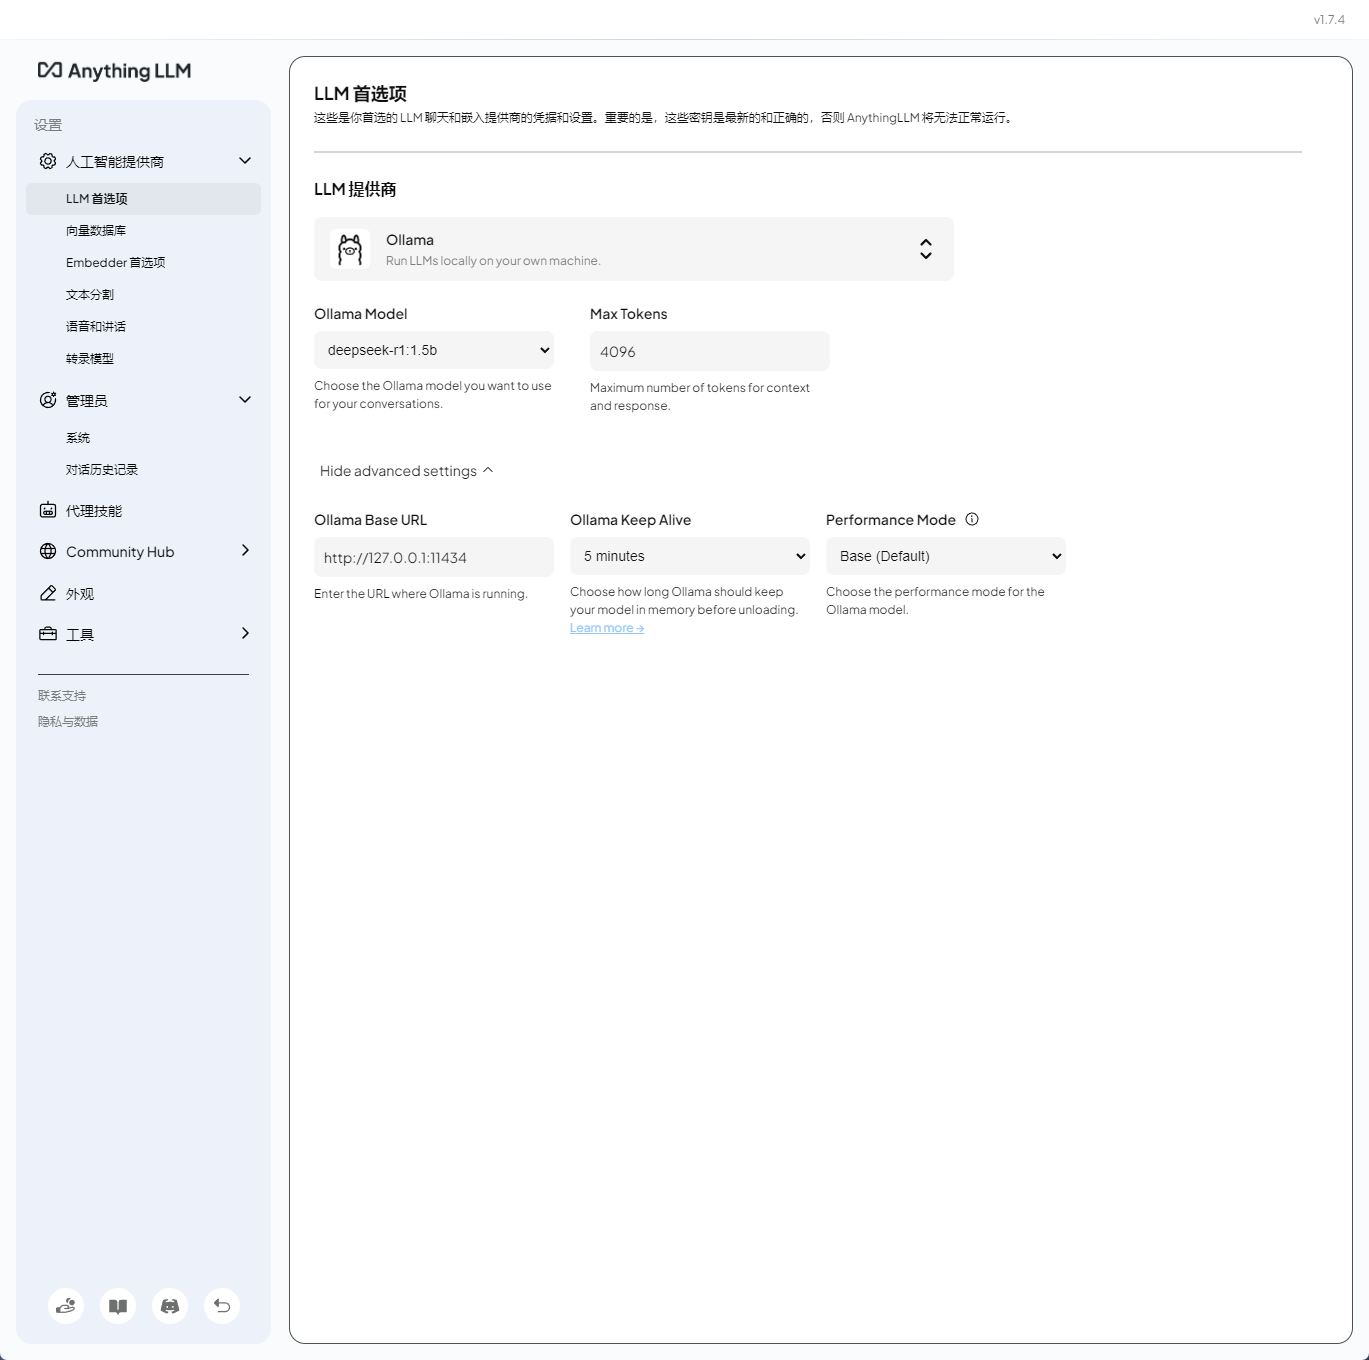 v1.7.4
Anything LLM
设置
人工智能提供商
LLM 首选项
向量数据库
Embedder 首选项
文本分割
语音和讲话
转录模型
管理员
系统
对话历史记录
代理技能
Community Hub
外观
工具
联系支持
隐私与数据
LLM 首选项
这些是你首选的 LLM 聊天和嵌入提供商的凭据和设置。重要的是，这些密钥是最新的和正确的，否则 AnythingLLM 将无法正常运行。
LLM 提供商
Ollama
Run LLMs locally on your own machine.
Ollama Model
deepseek-r1:1.5b
Choose the Ollama model you want to use
for your conversations.
Max Tokens
4096
Maximum number of tokens for context
and response.
Hide advanced settings
Ollama Base URL
http://127.0.0.1:11434
Enter the URL where Ollama is running.
Ollama Keep Alive
5 minutes
Choose how long Ollama should keep
your model in memory before unloading.
Learn more →
Performance Mode
Base (Default)
Choose the performance mode for the
Ollama model.